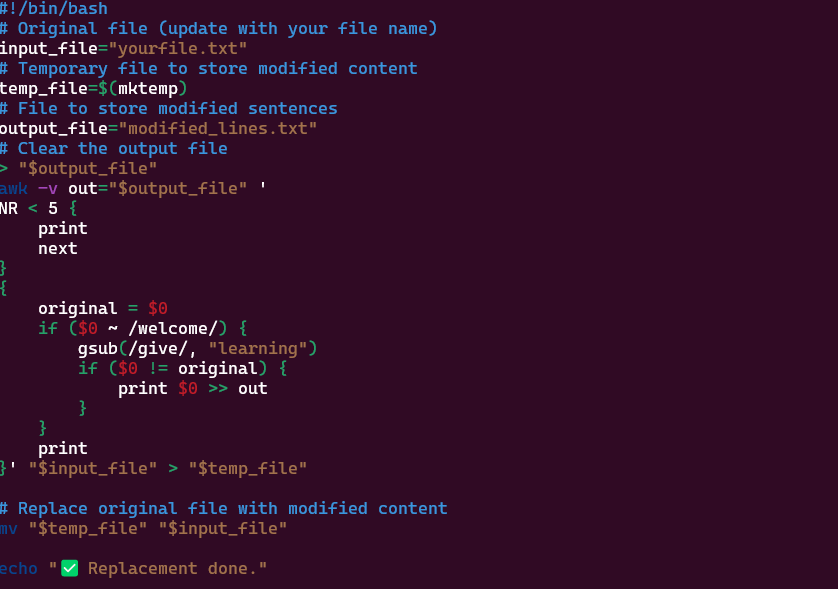 #!/bin/bash
# Original file (update with your file name)
input_file="yourfile.txt"
# Temporary file to store modified content
temp_file=$(mktemp)
# File to store modified sentences
output_file="modified_lines.txt"
# Clear the output file
> "$output_file"
awk -v out="$output_file" '
NR < 5 {
    print
    next
}
{
    original = $0
    if ($0 ~ /welcome/) {
        gsub(/give/, "learning")
        if ($0 != original) {
            print $0 >> out
        }
    }
    print
}' "$input_file" > "$temp_file"

# Replace original file with modified content
mv "$temp_file" "$input_file"

echo "✅ Replacement done."